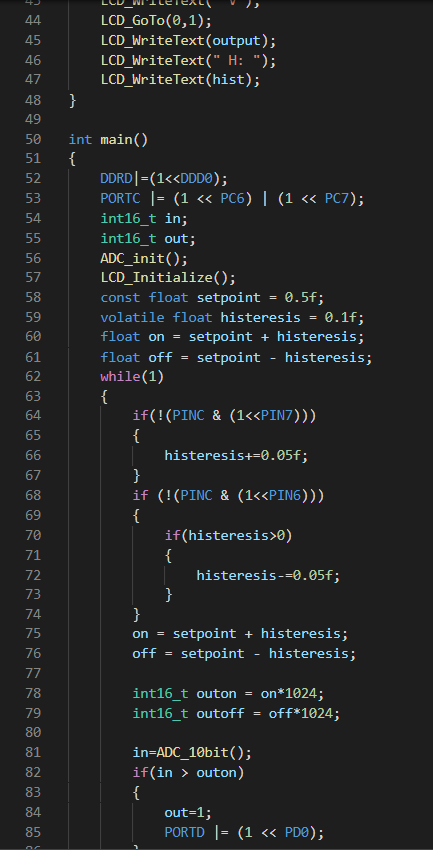 43 LCD_WriteText(" V ");
44 LCD_GoTo(0,1);
45 LCD_WriteText(output);
46 LCD_WriteText(" H: ");
47 LCD_WriteText(hist);
48 }
49
50 int main()
51 {
52 DDRD|=(1<<DDD0);
53 PORTC |= (1 << PC6) | (1 << PC7);
54 int16_t in;
55 int16_t out;
56 ADC_init();
57 LCD_Initialize();
58 const float setpoint = 0.5f;
59 volatile float histeresis = 0.1f;
60 float on = setpoint + histeresis;
61 float off = setpoint - histeresis;
62 while(1)
63 {
64 if(!(PINC & (1<<PIN7)))
65 {
66 histeresis+=0.05f;
67 }
68 if (!(PINC & (1<<PIN6)))
69 {
70 if(histeresis>0)
71 {
72 histeresis-=0.05f;
73 }
74 }
75 on = setpoint + histeresis;
76 off = setpoint - histeresis;
77
78 int16_t outon = on*1024;
79 int16_t outoff = off*1024;
80
81 in=ADC_10bit();
82 if(in > outon)
83 {
84 out=1;
85 PORTD |= (1 << PD0);